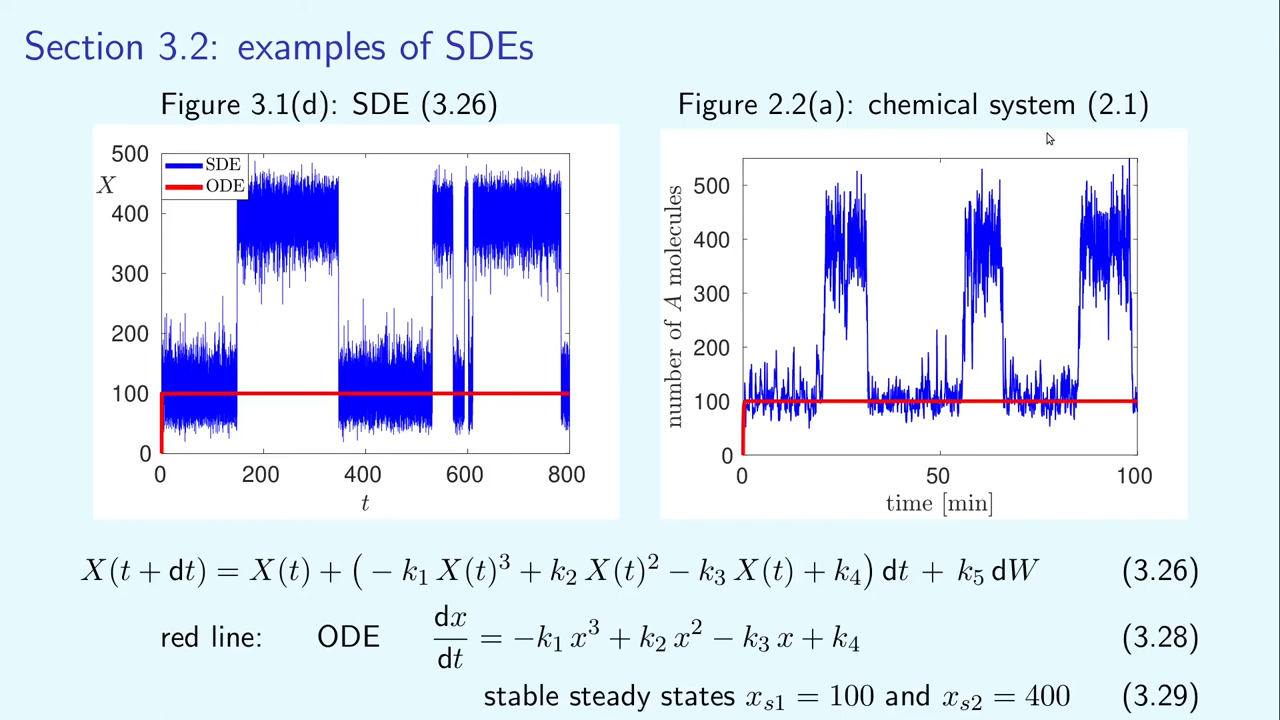 Section 3.2: examples of SDEs
Figure 3.1(d): SDE (3.26)
Figure 2.2(a): chemical system (2.1)
500
400
300
200
100
0
X
SDE
ODE
0 200 400 600 800
t
500
400
300
200
100
0
number of A molecules
0 50 100
time [min]
X(t + dt) = X(t) + ( − k₁ X(t)³ + k₂ X(t)² − k₃ X(t) + k₄ ) dt + k₅ dW (3.26)
red line: ODE dx/dt = −k₁ x³ + k₂ x² − k₃ x + k₄ (3.28)
stable steady states xₛ₁ = 100 and xₛ₂ = 400 (3.29)